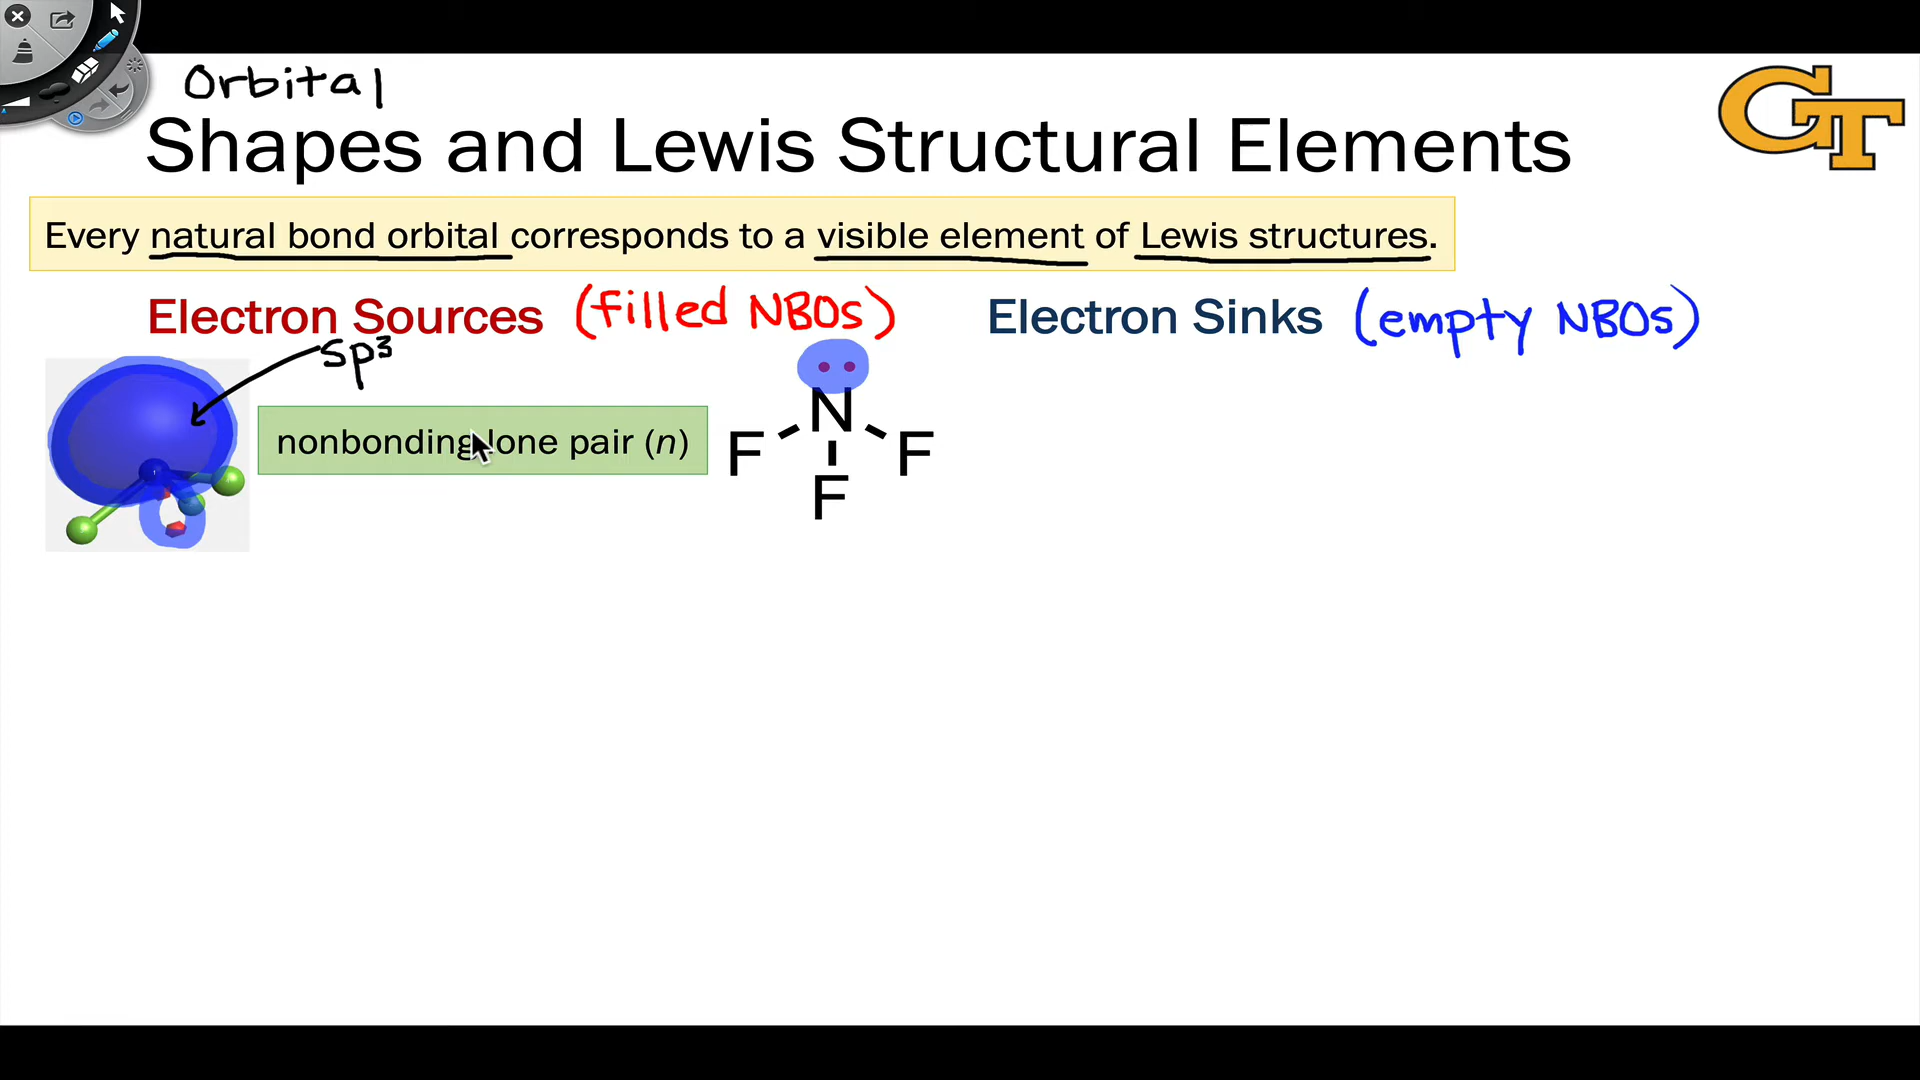 Orbital
Shapes and Lewis Structural Elements
GT
Every natural bond orbital corresponds to a visible element of Lewis structures.
Electron Sources (filled NBOs)
Electron Sinks (empty NBOs)
sp³
nonbonding lone pair (n)
N
F F
F